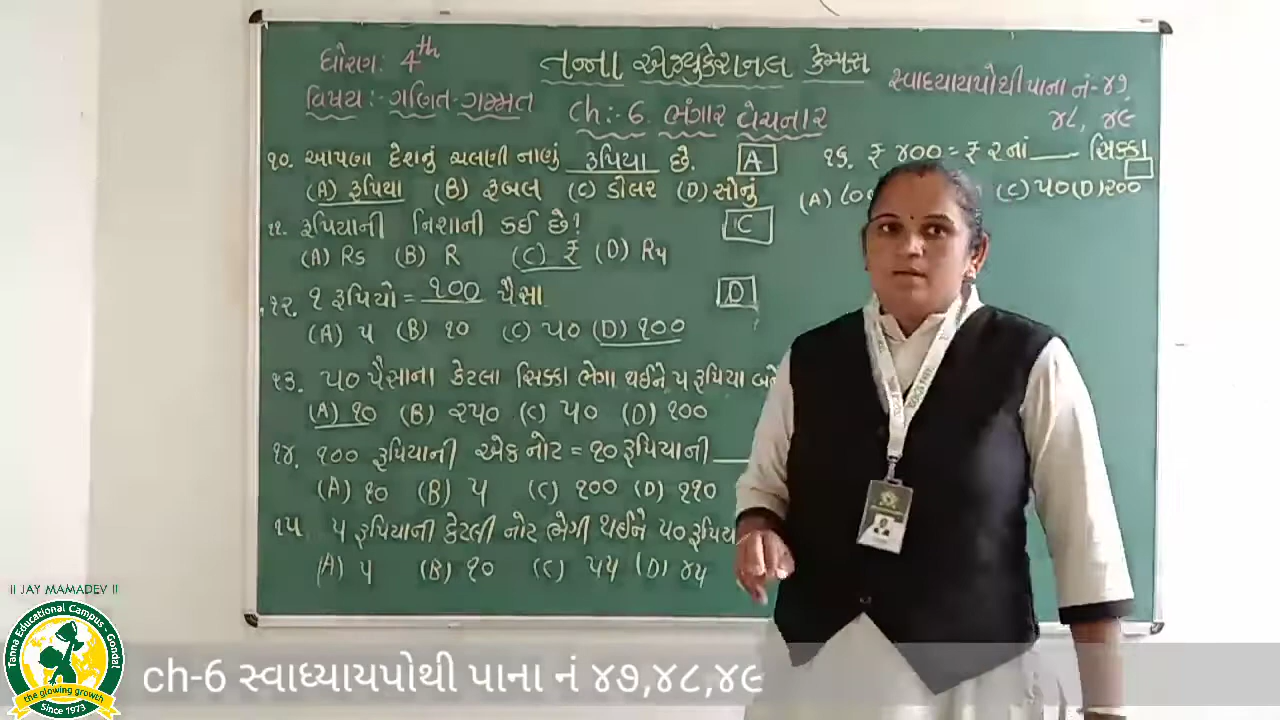 ધોરણ: 4th
તન્ના એજ્યુકેશનલ કેમ્પસ
સ્વાધ્યાયપોથી પાના નં-૪૭,
૪૮, ૪૯
વિષય:- ગણિત-ગમ્મત
ch:-6. ભંગાર વેચનાર
૧૦. આપણા દેશનું ચલણી નાણું રૂપિયા છે. A
(A) રૂપિયા (B) રૂબલ (C) ડોલર (D) સોનું
૧૧. રૂપિયાની નિશાની કઈ છે? C
(A) Rs (B) R (C) ₹ (D) Rપ
૧૨. ૧ રૂપિયો = ૧૦૦ પૈસા D
(A) ૫ (B) ૧૦ (C) ૫૦ (D) ૧૦૦
૧૩. ૫૦ પૈસાના કેટલા સિક્કા ભેગા થઈને ૫ રૂપિયા
(A) ૧૦ (B) ૨૫૦ (C) ૫૦ (D) ૧૦૦
૧૪. ૧૦૦ રૂપિયાની એક નોટ = ૧૦ રૂપિયાની ___
(A) ૧૦ (B) ૫ (C) ૧૦૦ (D) ૧૧૦
૧૫. ૫ રૂપિયાની કેટલી નોટ ભેગી થઈને ૫૦
(A) ૫ (B) ૧૦ (C) ૫૫ (D) ૪૫
૧૬. ₹ ૪૦૦ = ₹ ૨નાં ___ સિક્કા
(A) (C) ૫૦ (D) ૨૦૦
|| JAY MAMADEV ||
Tanna Educational Campus - Gondal
the glowing growth
Since 1973
ch-6 સ્વાધ્યાયપોથી પાના નં ૪૭,૪૮,૪૯